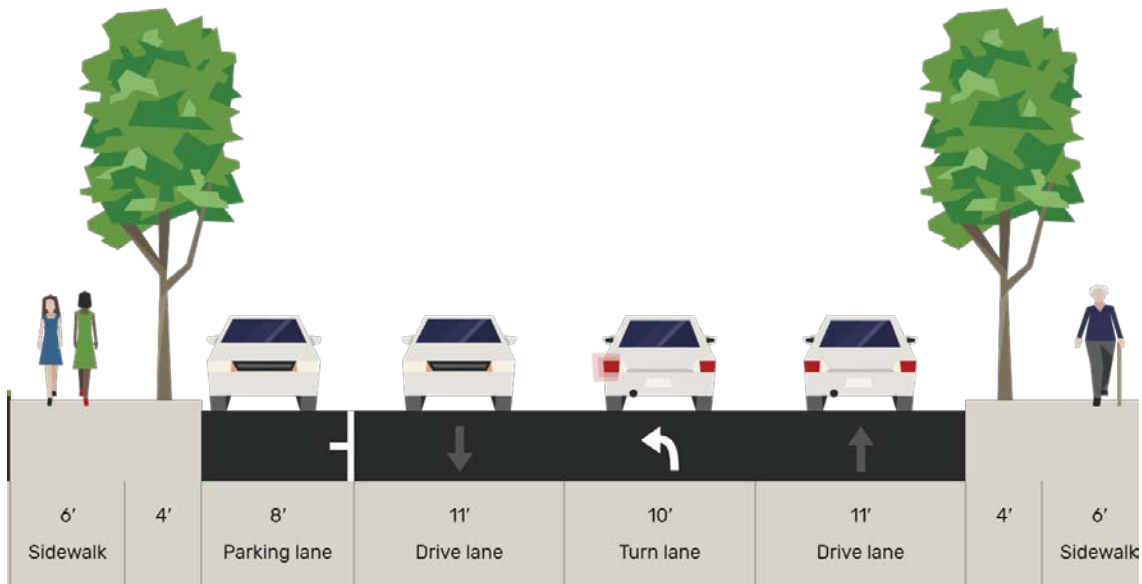 6′
Sidewalk
4′
8′
Parking lane
11′
Drive lane
10′
Turn lane
11′
Drive lane
4′
6′
Sidewalk